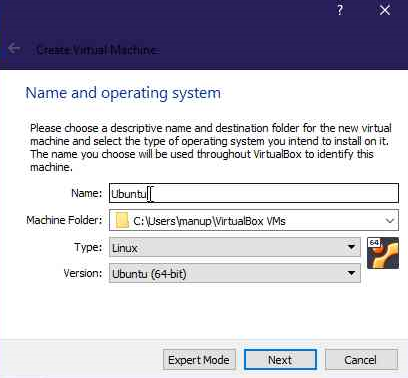 ?
Create Virtual Machine
Name and operating system
Please choose a descriptive name and destination folder for the new virtual
machine and select the type of operating system you intend to install on it.
The name you choose will be used throughout VirtualBox to identify this
machine.
Name: Ubuntu
Machine Folder: C:\Users\manup\VirtualBox VMs
Type: Linux
64
Version: Ubuntu (64-bit)
Expert Mode Next Cancel